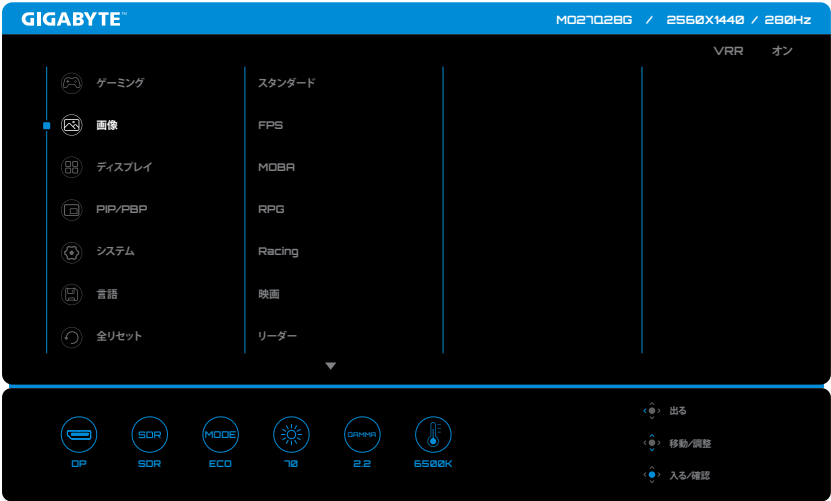 GIGABYTE™ MO27Q28G / 2560X1440 / 280Hz
VRR オン
ゲーミング スタンダード
画像 FPS
ディスプレイ MOBA
PIP/PBP RPG
システム Racing
言語 映画
全リセット リーダー
出る
移動/調整
入る/確認
SDR MODE GAMMA
DP SDR ECO 70 2.2 6500K